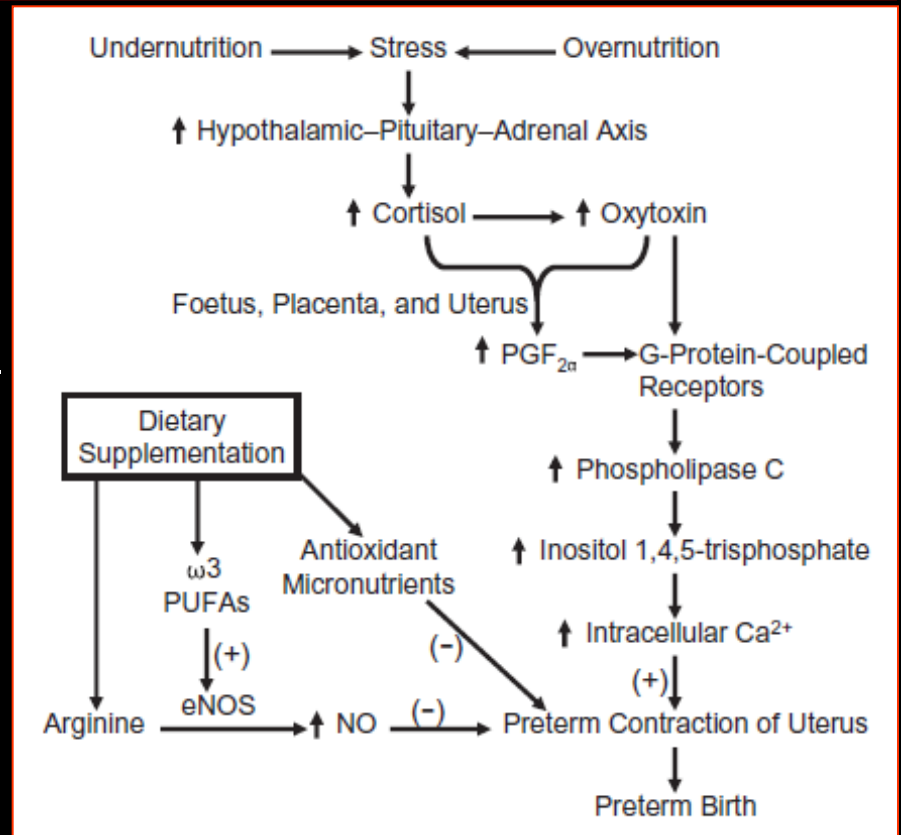 Undernutrition Stress Overnutrition
Hypothalamic–Pituitary–Adrenal Axis
Cortisol Oxytoxin
Foetus, Placenta, and Uterus
PGF2α G-Protein-Coupled
Receptors
Dietary
Supplementation
Phospholipase C
Antioxidant
Micronutrients
Inositol 1,4,5-trisphosphate
ω3
PUFAs
Intracellular Ca2+
(+) (−) (+)
eNOS
Arginine NO (−) Preterm Contraction of Uterus
Preterm Birth